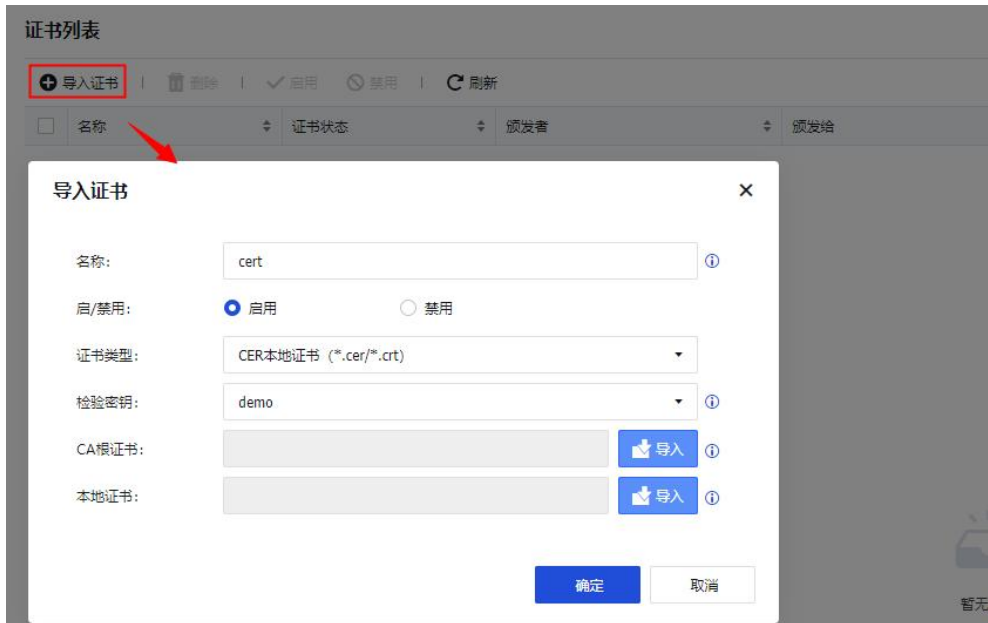 证书列表
导入证书 删除 启用 禁用 刷新
名称 证书状态 颁发者 颁发给
导入证书
名称: cert
启/禁用: 启用 禁用
证书类型: CER本地证书 (*.cer/*.crt)
检验密钥: demo
CA根证书: 导入
本地证书: 导入
确定 取消
暂无